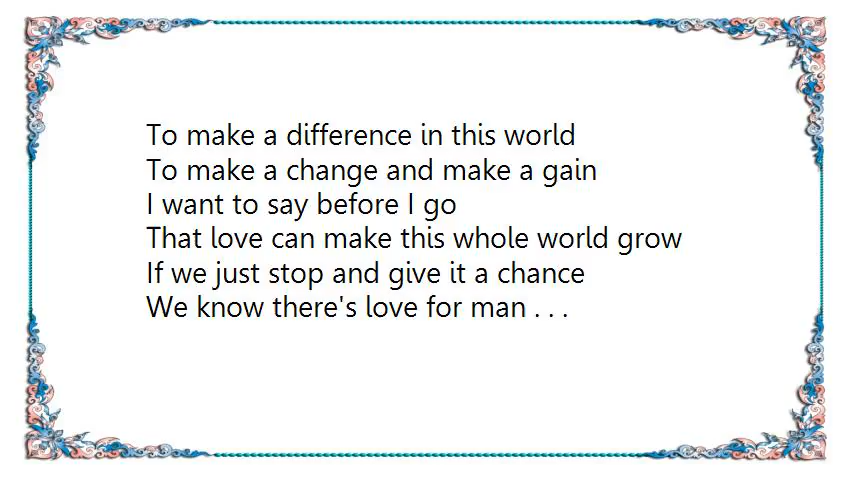 To make a difference in this world
To make a change and make a gain
I want to say before I go
That love can make this whole world grow
If we just stop and give it a chance
We know there's love for man . . .